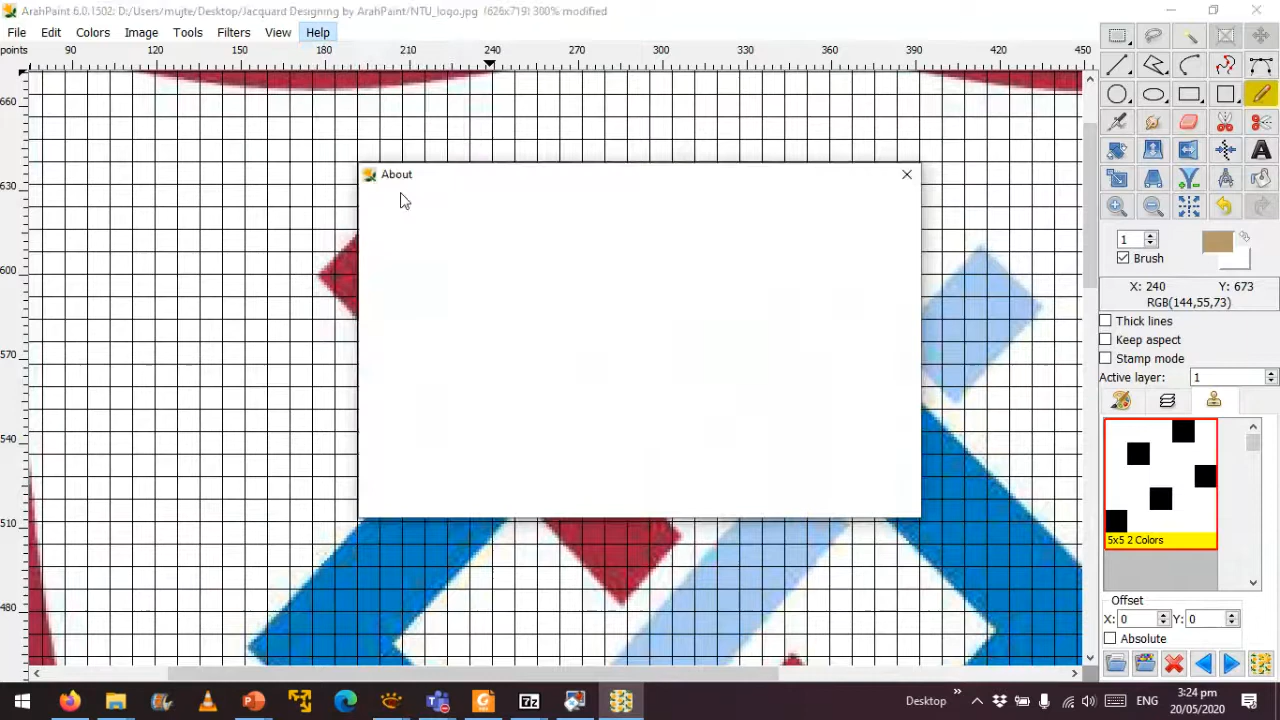 ArahPaint 6.0.1502: D:/Users/mujte/Desktop/Jacquard Designing by ArahPaint/NTU_logo.jpg (626x719) 300% modified
File Edit Colors Image Tools Filters View Help
points 90 120 150 180 210 240 270 300 330 360 390 420 450
660
630
600
570
540
510
480
About
1
Brush
X: 240 Y: 673
RGB(144,55,73)
Thick lines
Keep aspect
Stamp mode
Active layer: 1
5x5 2 Colors
Offset
X: 0 Y: 0
Absolute
Desktop » ENG 3:24 pm
20/05/2020
7z